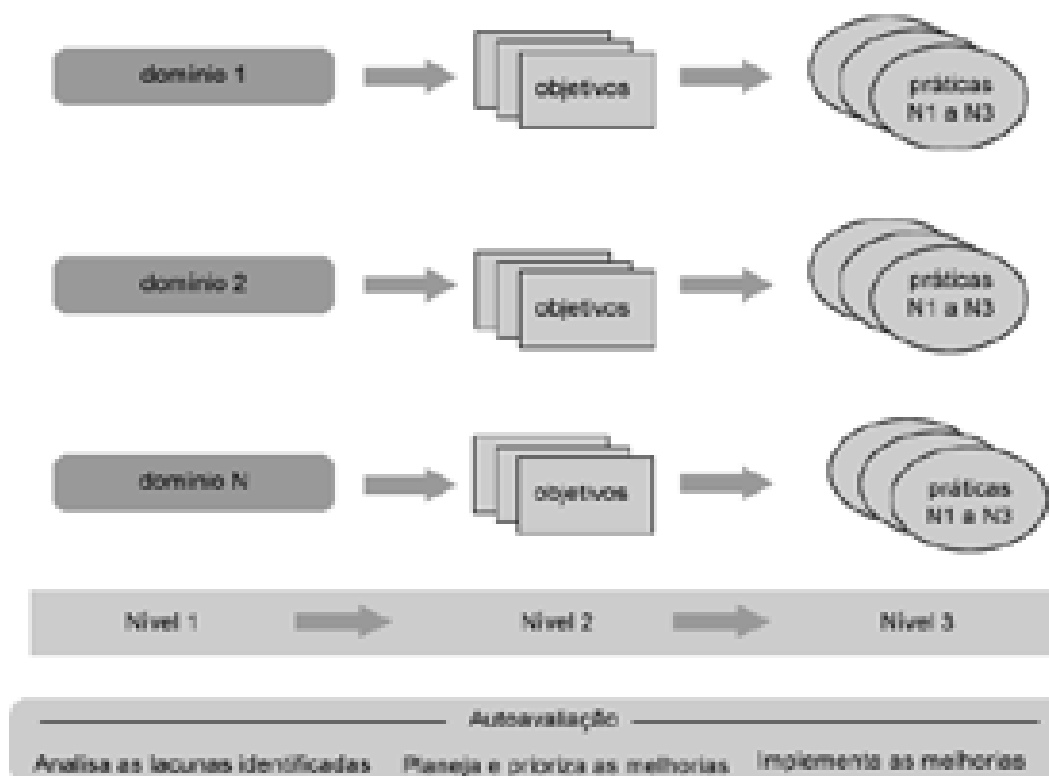 domínio 1
objetivos
práticas
N1 a N3
domínio 2
objetivos
práticas
N1 a N3
domínio N
objetivos
práticas
N1 a N3
Nível 1
Nível 2
Nível 3
Autoavaliação
Analisa as lacunas identificadas
Planeja e prioriza as melhorias
Implementa as melhorias